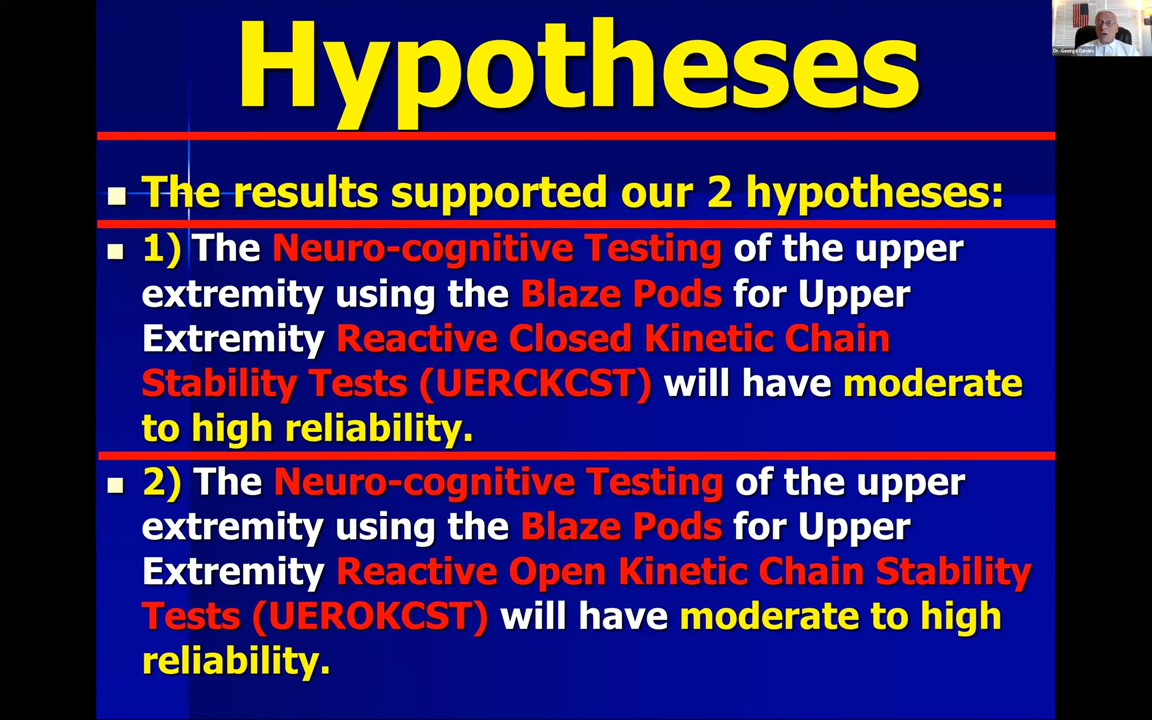 Hypotheses
The results supported our 2 hypotheses:
1) The Neuro-cognitive Testing of the upper
extremity using the Blaze Pods for Upper
Extremity Reactive Closed Kinetic Chain
Stability Tests (UERCKCST) will have moderate
to high reliability.
2) The Neuro-cognitive Testing of the upper
extremity using the Blaze Pods for Upper
Extremity Reactive Open Kinetic Chain Stability
Tests (UEROKCST) will have moderate to high
reliability.
Dr. George Davies